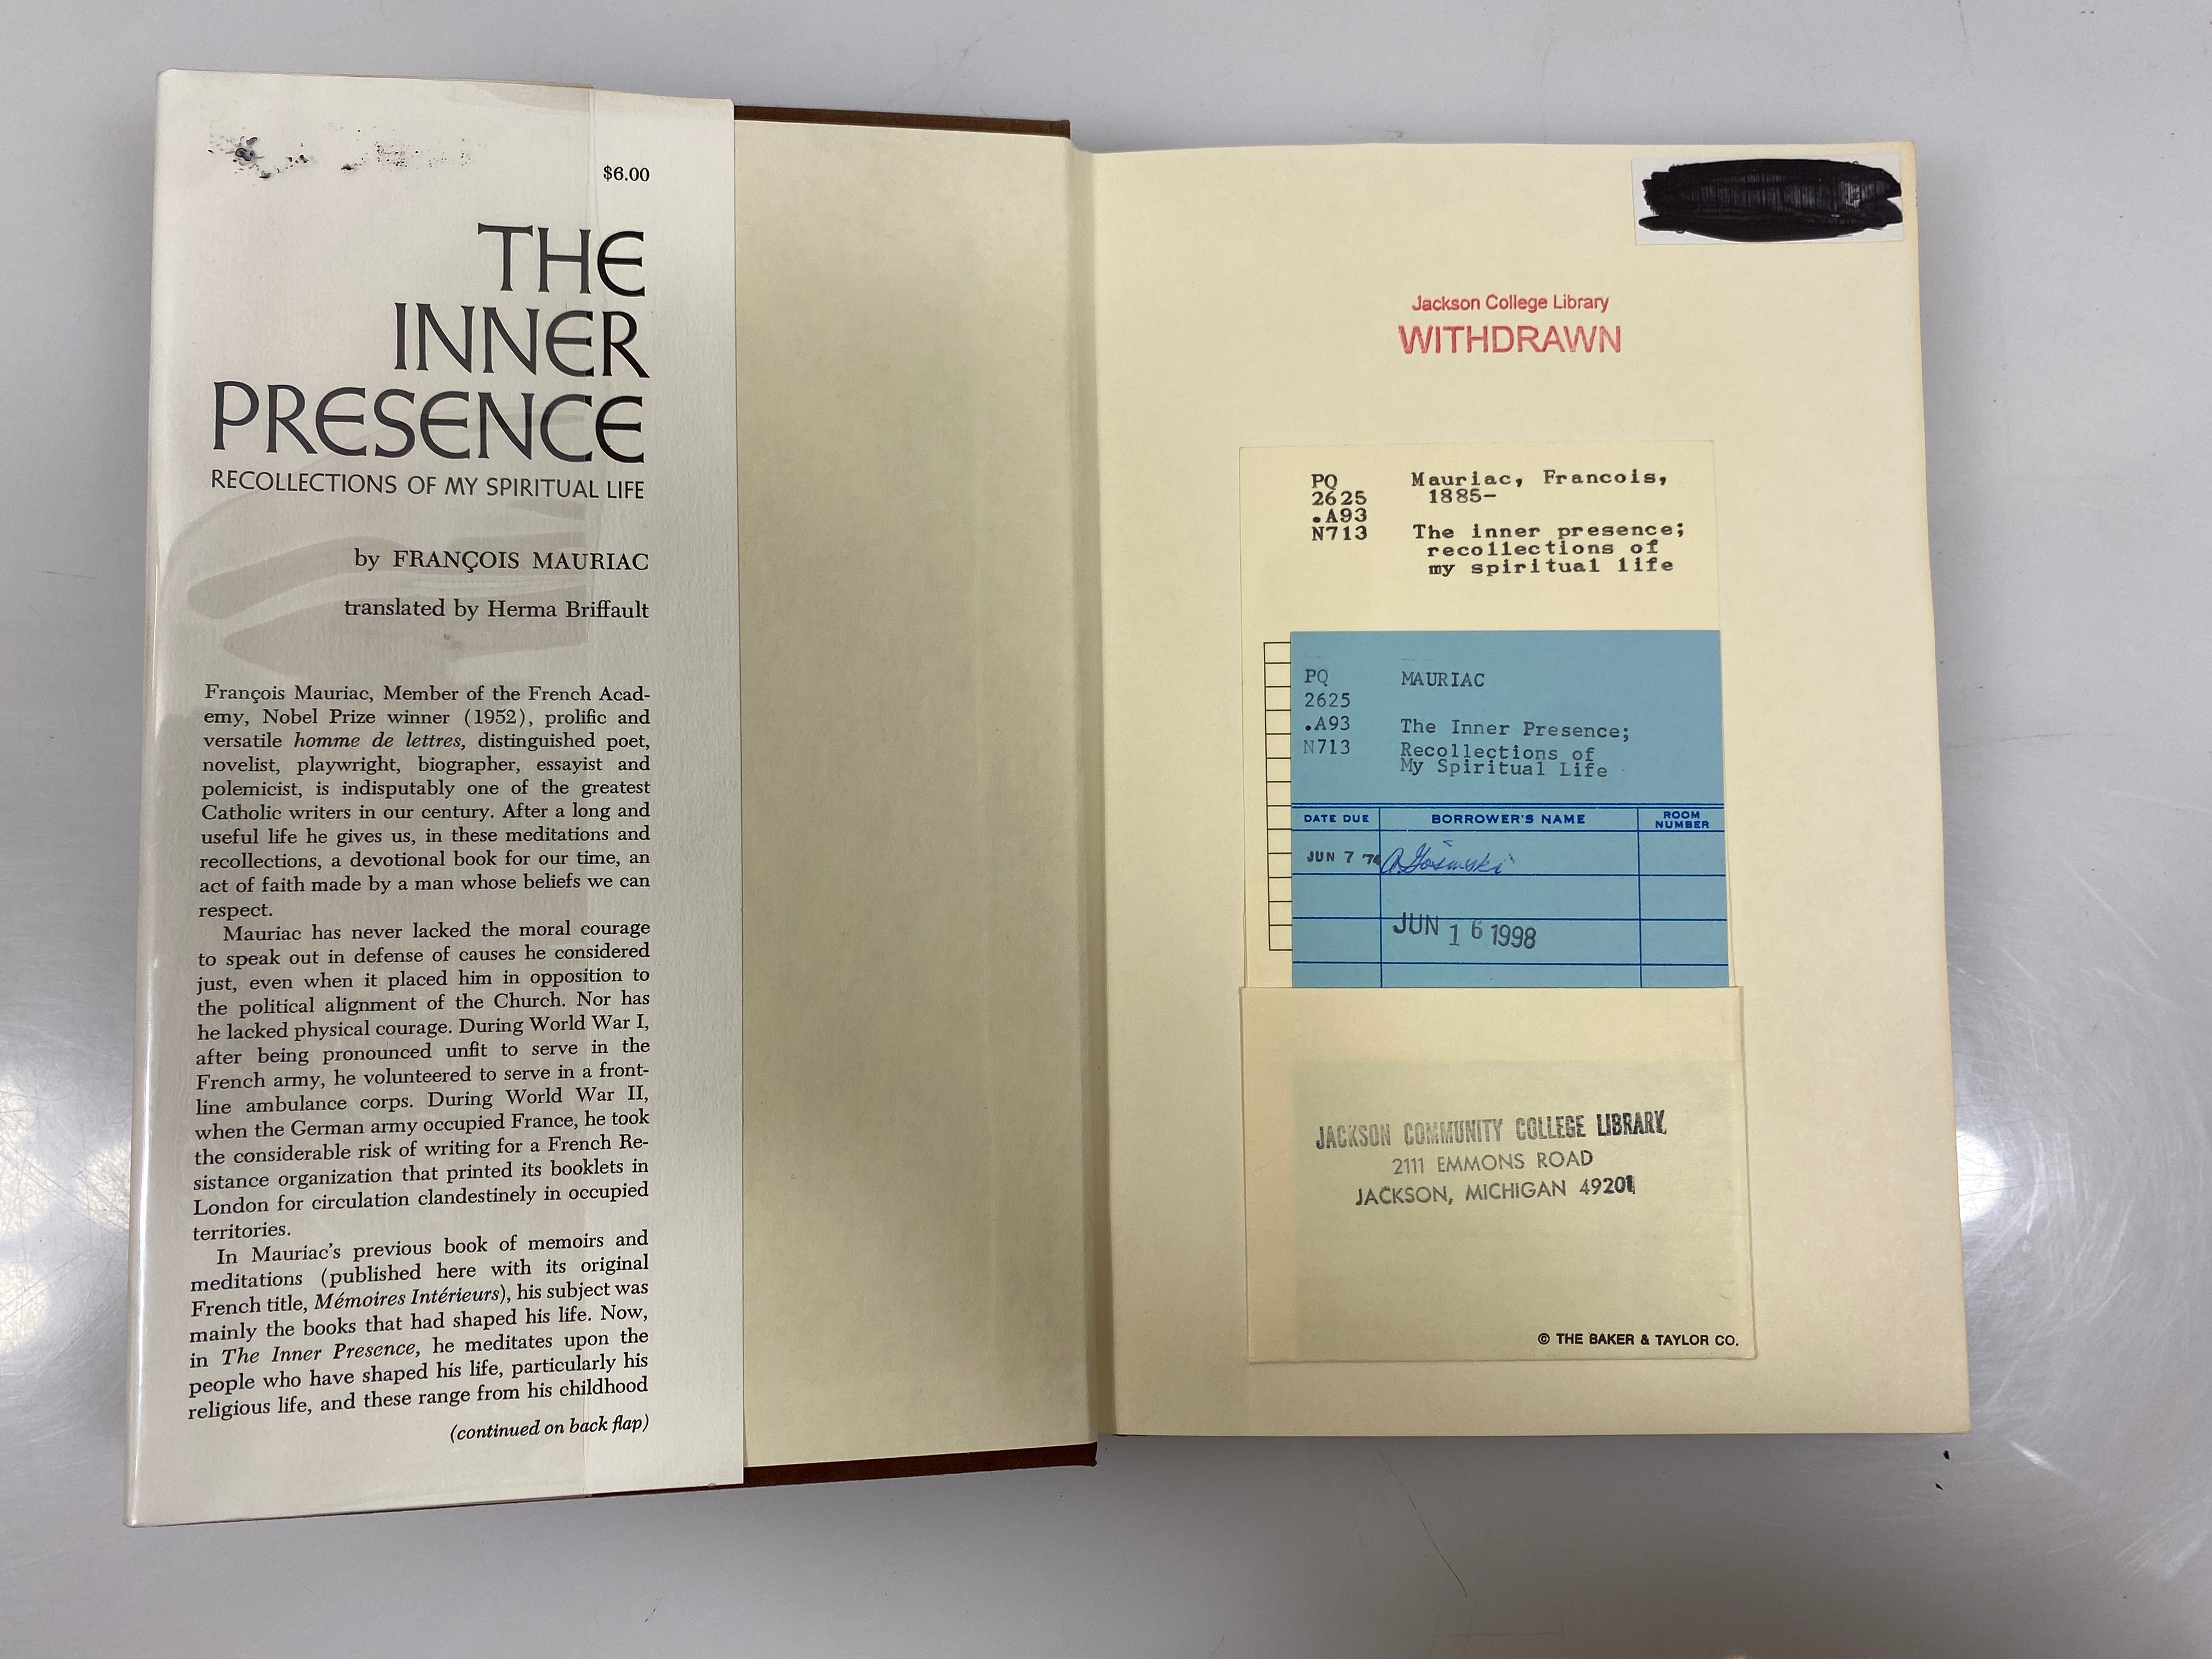 $6.00
THE
INNER
PRESENCE
RECOLLECTIONS OF MY SPIRITUAL LIFE
by FRANÇOIS MAURIAC
translated by Herma Briffault
François Mauriac, Member of the French Acad-
emy, Nobel Prize winner (1952), prolific and
versatile homme de lettres, distinguished poet,
novelist, playwright, biographer, essayist and
polemicist, is indisputably one of the greatest
Catholic writers in our century. After a long and
useful life he gives us, in these meditations and
recollections, a devotional book for our time, an
act of faith made by a man whose beliefs we can
respect.
Mauriac has never lacked the moral courage
to speak out in defense of causes he considered
just, even when it placed him in opposition to
the political alignment of the Church. Nor has
he lacked physical courage. During World War I,
after being pronounced unfit to serve in the
French army, he volunteered to serve in a front-
line ambulance corps. During World War II,
when the German army occupied France, he took
the considerable risk of writing for a French Re-
sistance organization that printed its booklets in
London for circulation clandestinely in occupied
territories.
In Mauriac's previous book of memoirs and
meditations (published here with its original
French title, Mémoires Intérieurs), his subject was
mainly the books that had shaped his life. Now,
in The Inner Presence, he meditates upon the
people who have shaped his life, particularly his
religious life, and these range from his childhood
(continued on back flap)
Jackson College Library
WITHDRAWN
PQ Mauriac, Francois,
2625 1885-
.A93
N713 The inner presence;
recollections of
my spiritual life
PQ MAURIAC
2625
.A93 The Inner Presence;
N713 Recollections of
My Spiritual Life
DATE DUE BORROWER'S NAME ROOM NUMBER
JUN 7
JUN 16 1998
JACKSON COMMUNITY COLLEGE LIBRARY
2111 EMMONS ROAD
JACKSON, MICHIGAN 49201
© THE BAKER & TAYLOR CO.